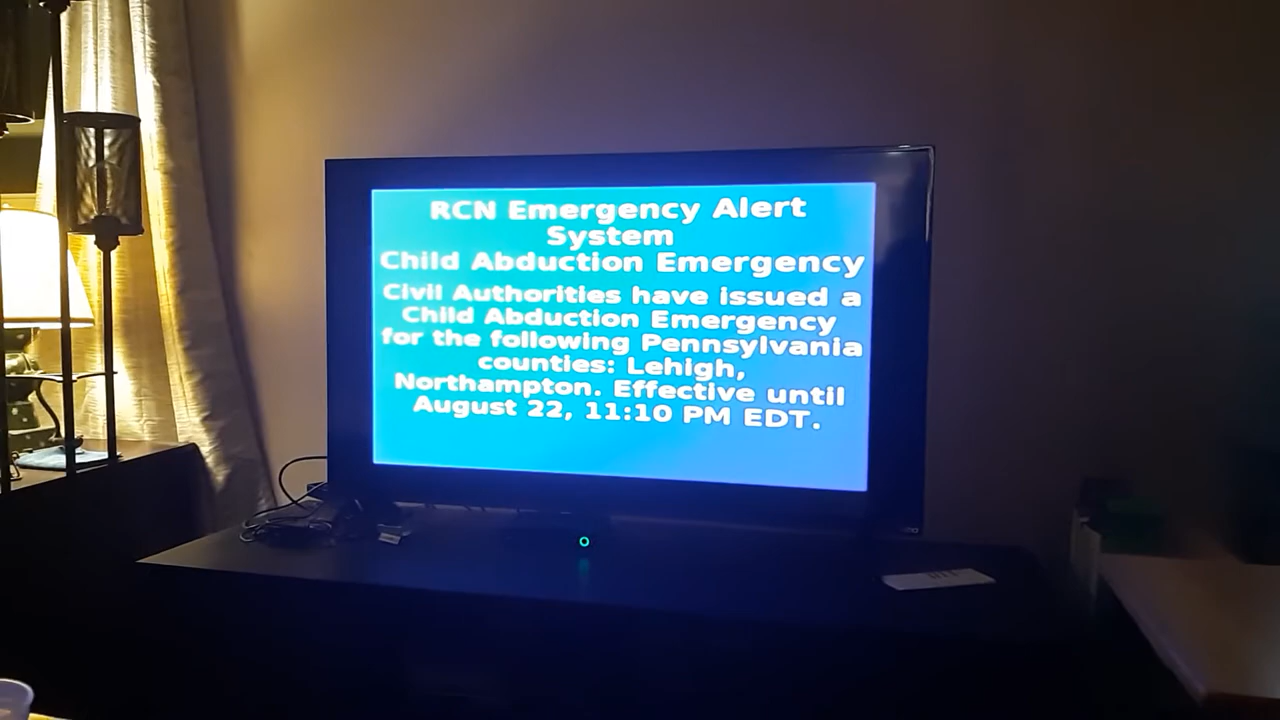 RCN Emergency Alert
System
Child Abduction Emergency
Civil Authorities have issued a
Child Abduction Emergency
for the following Pennsylvania
counties: Lehigh,
Northampton. Effective until
August 22, 11:10 PM EDT.